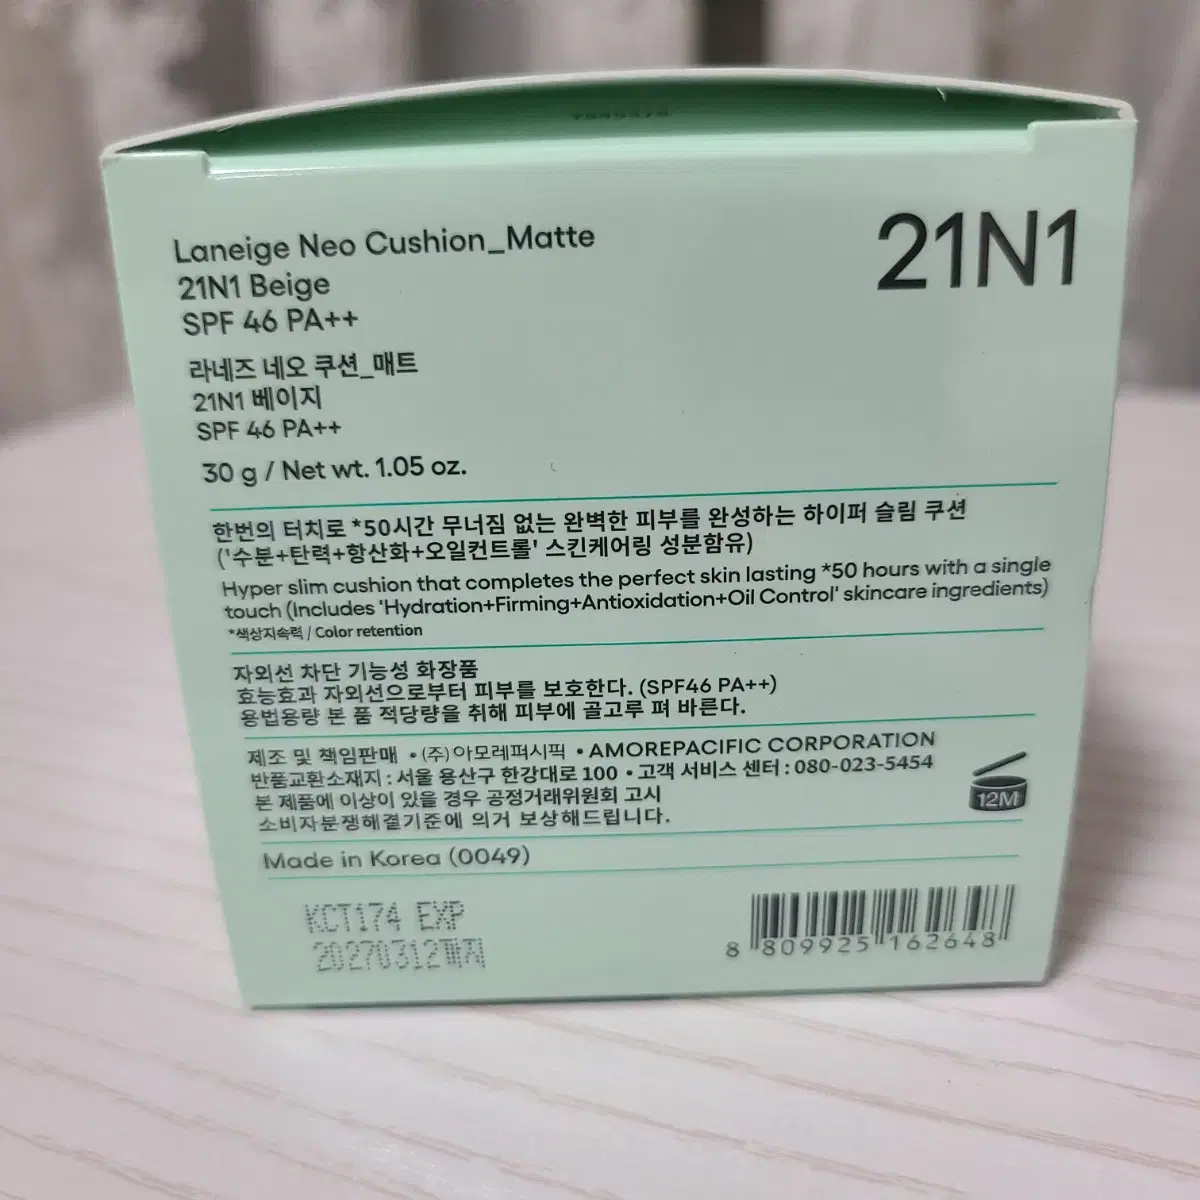 Laneige Neo Cushion_Matte
21N1 Beige
SPF 46 PA++
21N1
라네즈 네오 쿠션_매트
21N1 베이지
SPF 46 PA++
30 g / Net wt. 1.05 oz.
한번의 터치로 *50시간 무너짐 없는 완벽한 피부를 완성하는 하이퍼 슬림 쿠션
('수분+탄력+항산화+오일컨트롤' 스킨케어링 성분함유)
Hyper slim cushion that completes the perfect skin lasting *50 hours with a single
touch (Includes 'Hydration+Firming+Antioxidation+Oil Control' skincare ingredients)
*색상지속력 / Color retention
자외선 차단 기능성 화장품
효능효과 자외선으로부터 피부를 보호한다. (SPF46 PA++)
용법용량 본 품 적당량을 취해 피부에 골고루 펴 바른다.
제조 및 책임판매 • (주)아모레퍼시픽 • AMOREPACIFIC CORPORATION
반품교환소재지 : 서울 용산구 한강대로 100 • 고객 서비스 센터 : 080-023-5454
본 제품에 이상이 있을 경우 공정거래위원회 고시
소비자분쟁해결기준에 의거 보상해드립니다.
12M
Made in Korea (0049)
KCT174 EXP
20270312까지
8 809925 162648